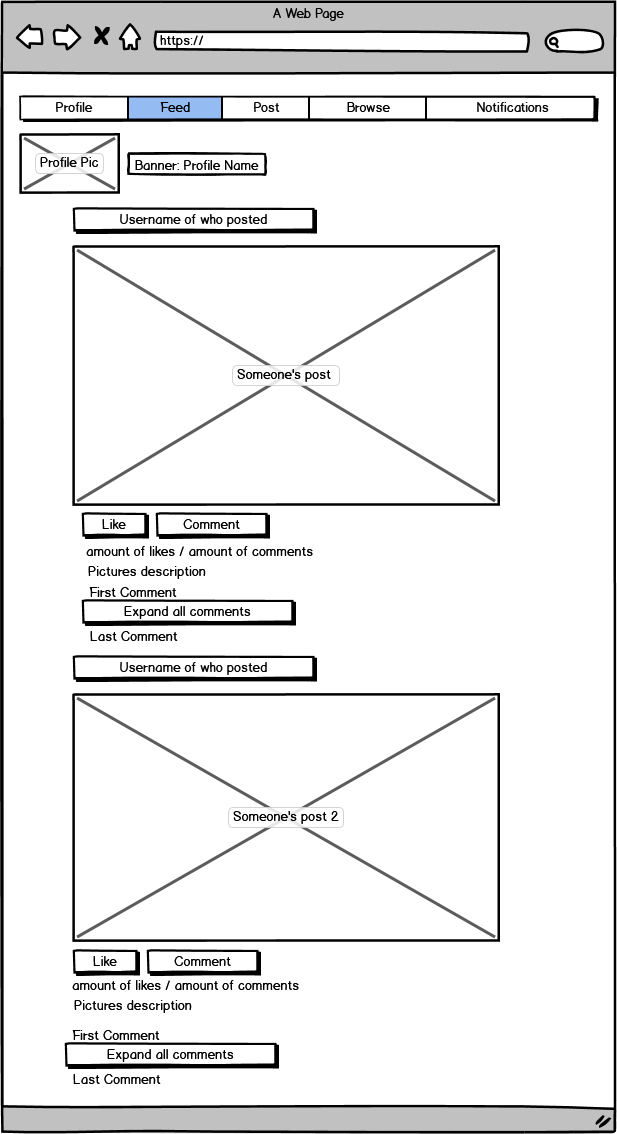 A Web Page
https://
Profile Feed Post Browse Notifications
Profile Pic
Banner: Profile Name
Username of who posted
Someone's post
Like Comment
amount of likes / amount of comments
Pictures description
First Comment
Expand all comments
Last Comment
Username of who posted
Someone's post 2
Like Comment
amount of likes / amount of comments
Pictures description
First Comment
Expand all comments
Last Comment